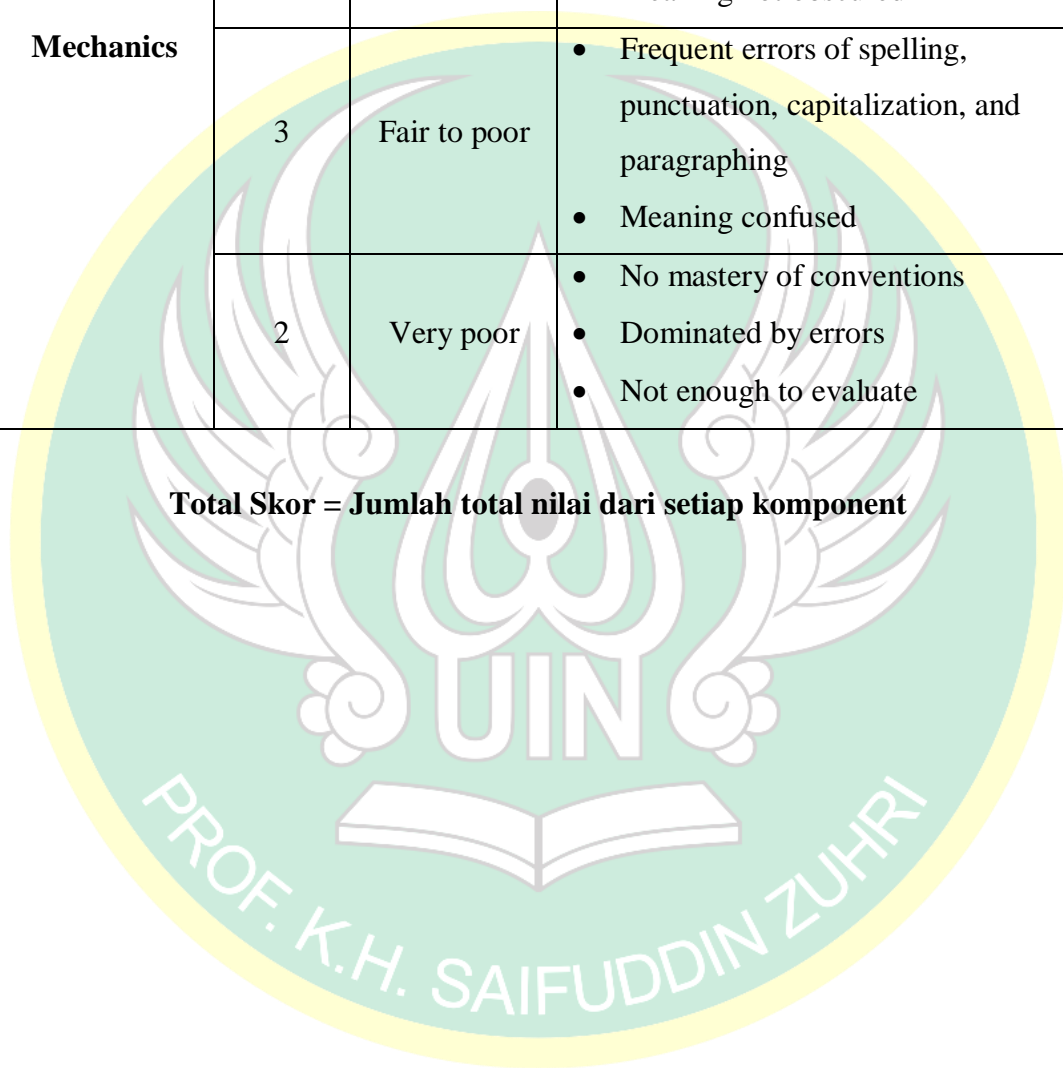 Mechanics
• Frequent errors of spelling,
punctuation, capitalization, and
3 Fair to poor
paragraphing
• Meaning confused
• No mastery of conventions
2 Very poor • Dominated by errors
• Not enough to evaluate
Total Skor = Jumlah total nilai dari setiap komponent
UIN
PROF. K.H. SAIFUDDIN ZUHRI